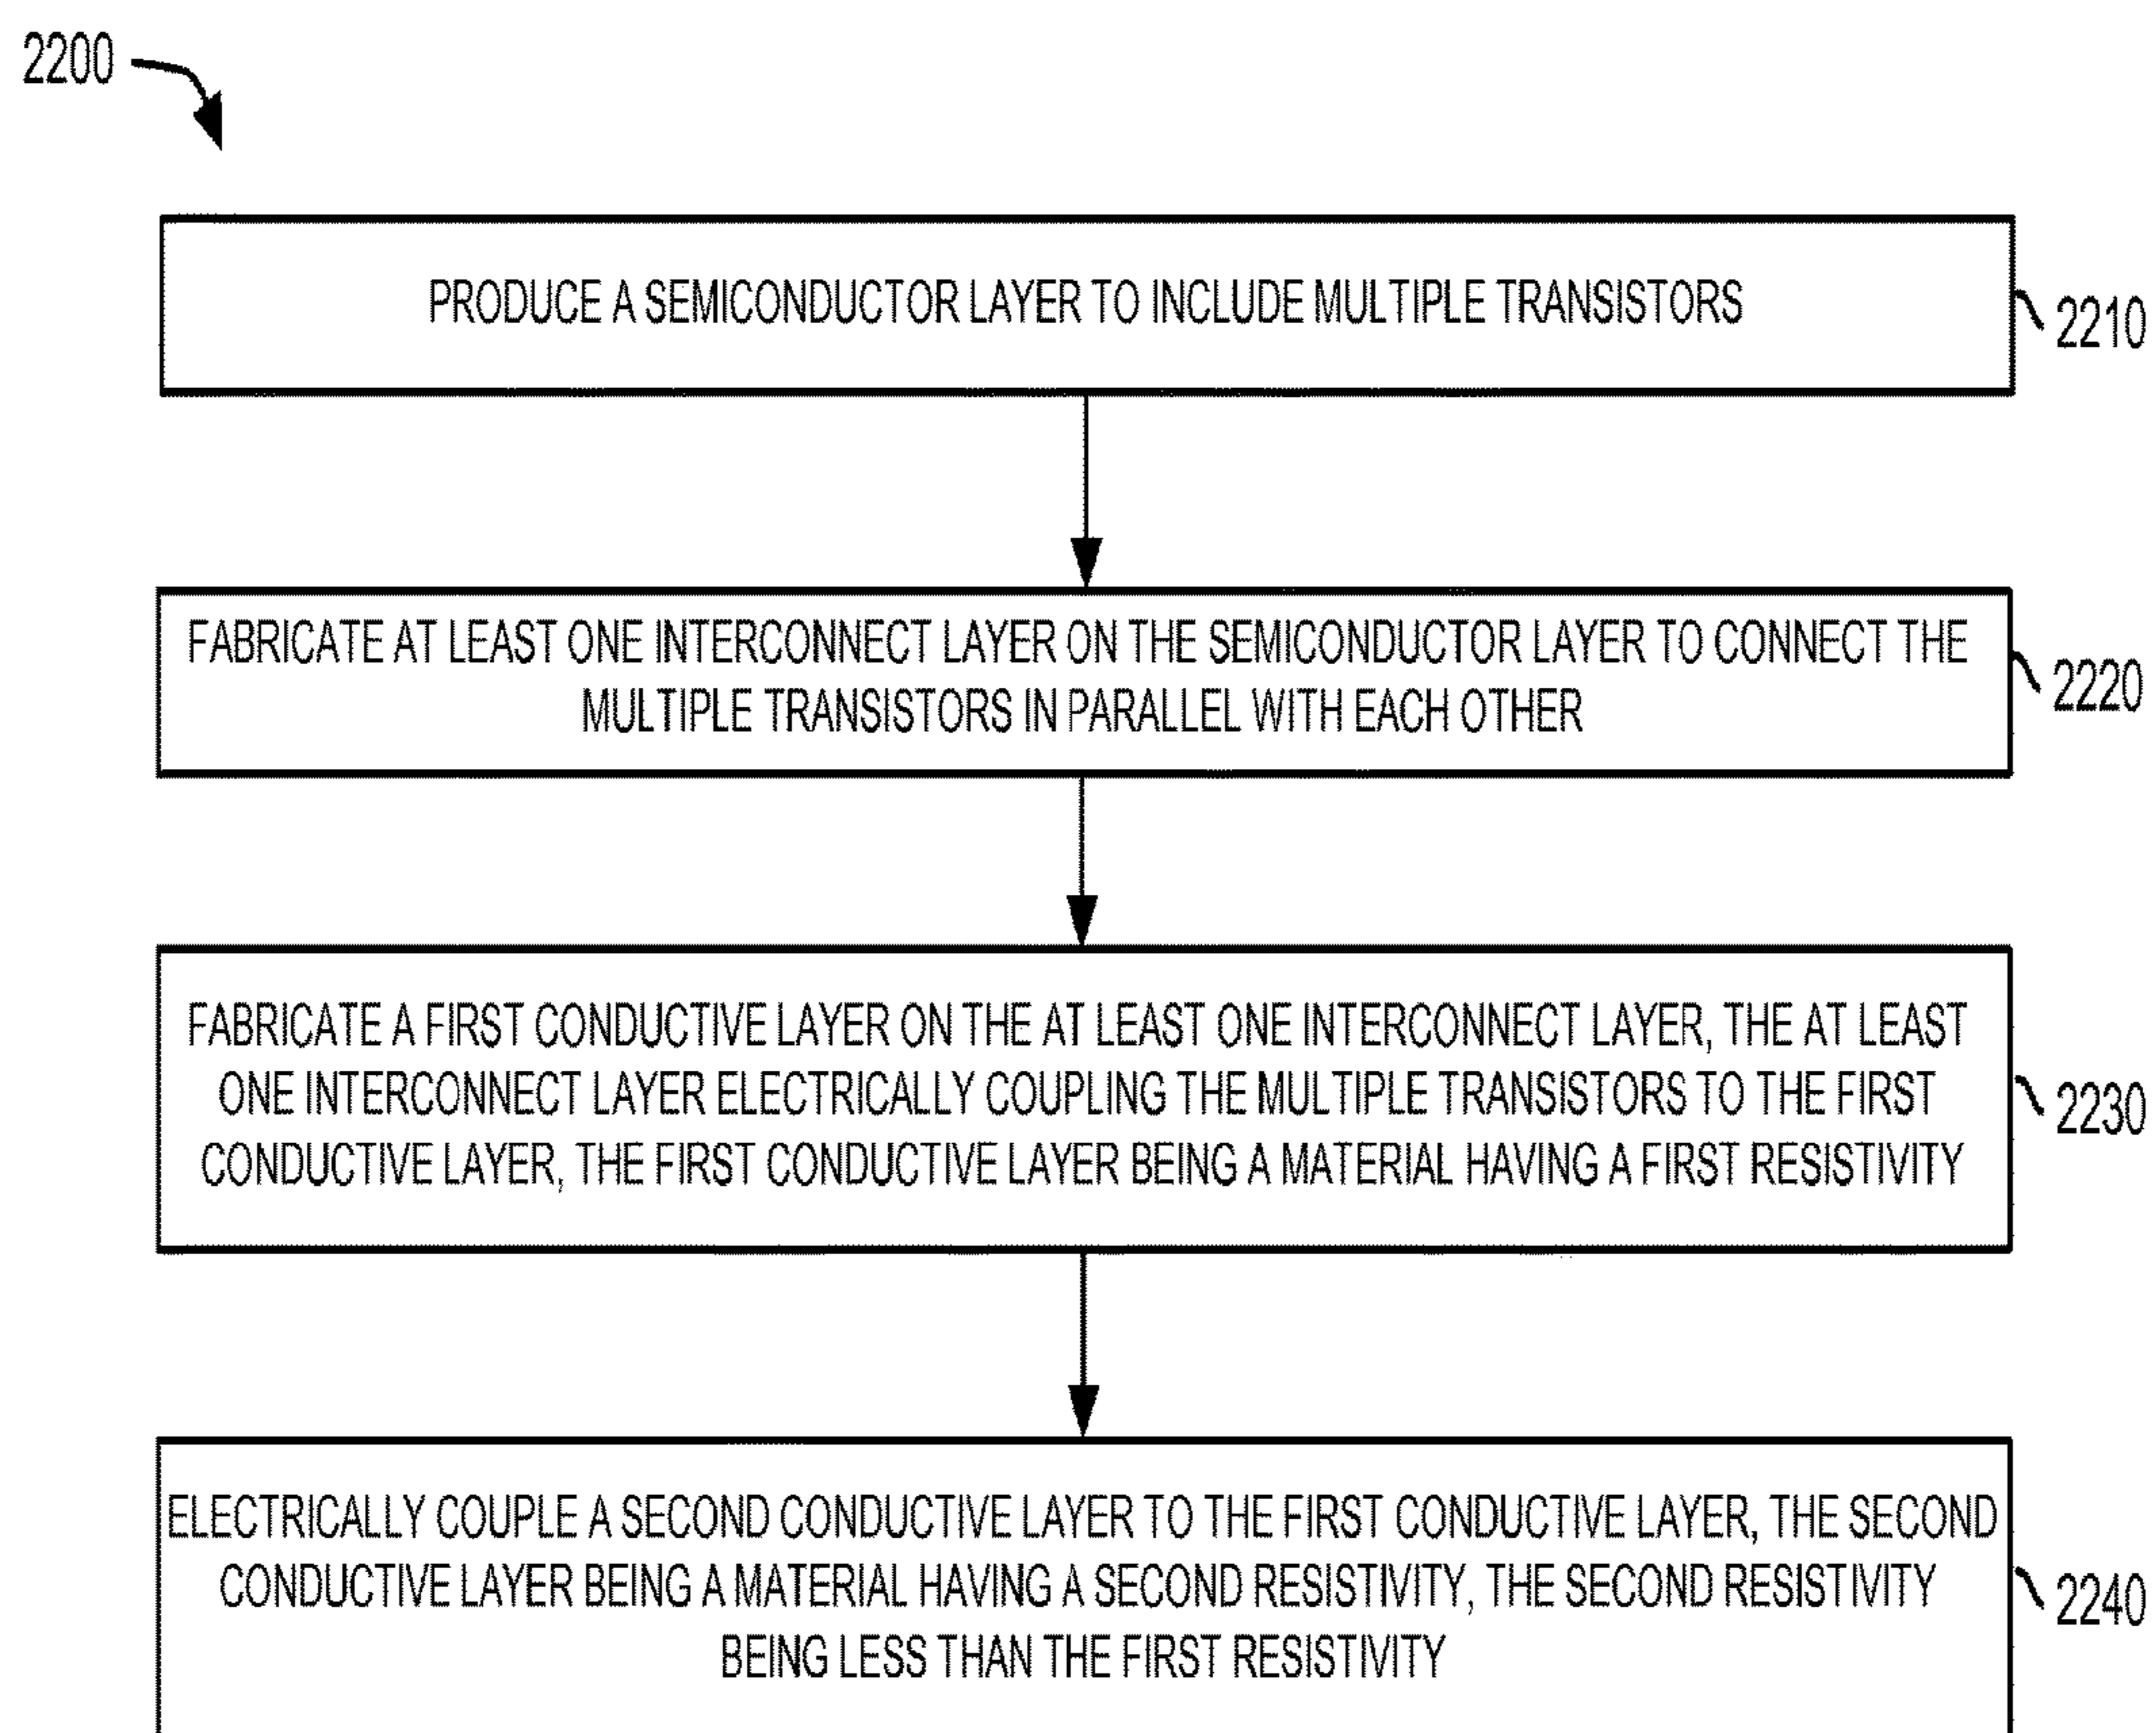 2200
PRODUCE A SEMICONDUCTOR LAYER TO INCLUDE MULTIPLE TRANSISTORS
2210
FABRICATE AT LEAST ONE INTERCONNECT LAYER ON THE SEMICONDUCTOR LAYER TO CONNECT THE
MULTIPLE TRANSISTORS IN PARALLEL WITH EACH OTHER
2220
FABRICATE A FIRST CONDUCTIVE LAYER ON THE AT LEAST ONE INTERCONNECT LAYER, THE AT LEAST
ONE INTERCONNECT LAYER ELECTRICALLY COUPLING THE MULTIPLE TRANSISTORS TO THE FIRST
CONDUCTIVE LAYER, THE FIRST CONDUCTIVE LAYER BEING A MATERIAL HAVING A FIRST RESISTIVITY
2230
ELECTRICALLY COUPLE A SECOND CONDUCTIVE LAYER TO THE FIRST CONDUCTIVE LAYER, THE SECOND
CONDUCTIVE LAYER BEING A MATERIAL HAVING A SECOND RESISTIVITY, THE SECOND RESISTIVITY
BEING LESS THAN THE FIRST RESISTIVITY
2240